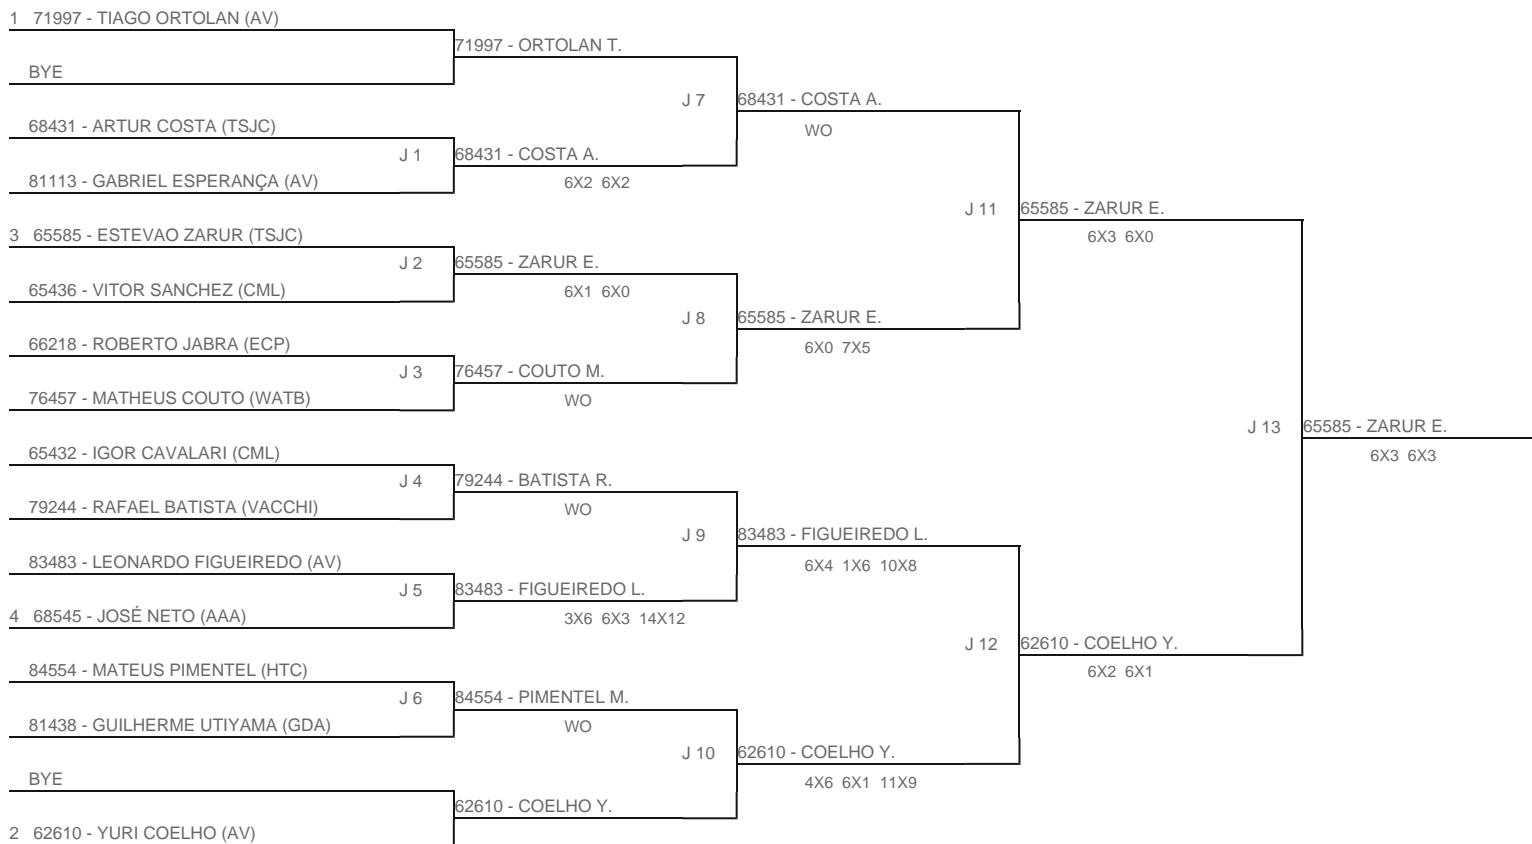 1 71997 - TIAGO ORTOLAN (AV)
71997 - ORTOLAN T.
BYE
J 7 68431 - COSTA A.
68431 - ARTUR COSTA (TSJC)
WO
J 1 68431 - COSTA A.
81113 - GABRIEL ESPERANÇA (AV)
6X2 6X2
J 11 65585 - ZARUR E.
3 65585 - ESTEVAO ZARUR (TSJC)
6X3 6X0
J 2 65585 - ZARUR E.
65436 - VITOR SANCHEZ (CML)
6X1 6X0
J 8 65585 - ZARUR E.
66218 - ROBERTO JABRA (ECP)
6X0 7X5
J 3 76457 - COUTO M.
76457 - MATHEUS COUTO (WATB)
WO
J 13 65585 - ZARUR E.
65432 - IGOR CAVALARI (CML)
6X3 6X3
J 4 79244 - BATISTA R.
79244 - RAFAEL BATISTA (VACCHI)
WO
J 9 83483 - FIGUEIREDO L.
83483 - LEONARDO FIGUEIREDO (AV)
6X4 1X6 10X8
J 5 83483 - FIGUEIREDO L.
4 68545 - JOSÉ NETO (AAA)
3X6 6X3 14X12
J 12 62610 - COELHO Y.
84554 - MATEUS PIMENTEL (HTC)
6X2 6X1
J 6 84554 - PIMENTEL M.
81438 - GUILHERME UTIYAMA (GDA)
WO
J 10 62610 - COELHO Y.
BYE
4X6 6X1 11X9
62610 - COELHO Y.
2 62610 - YURI COELHO (AV)